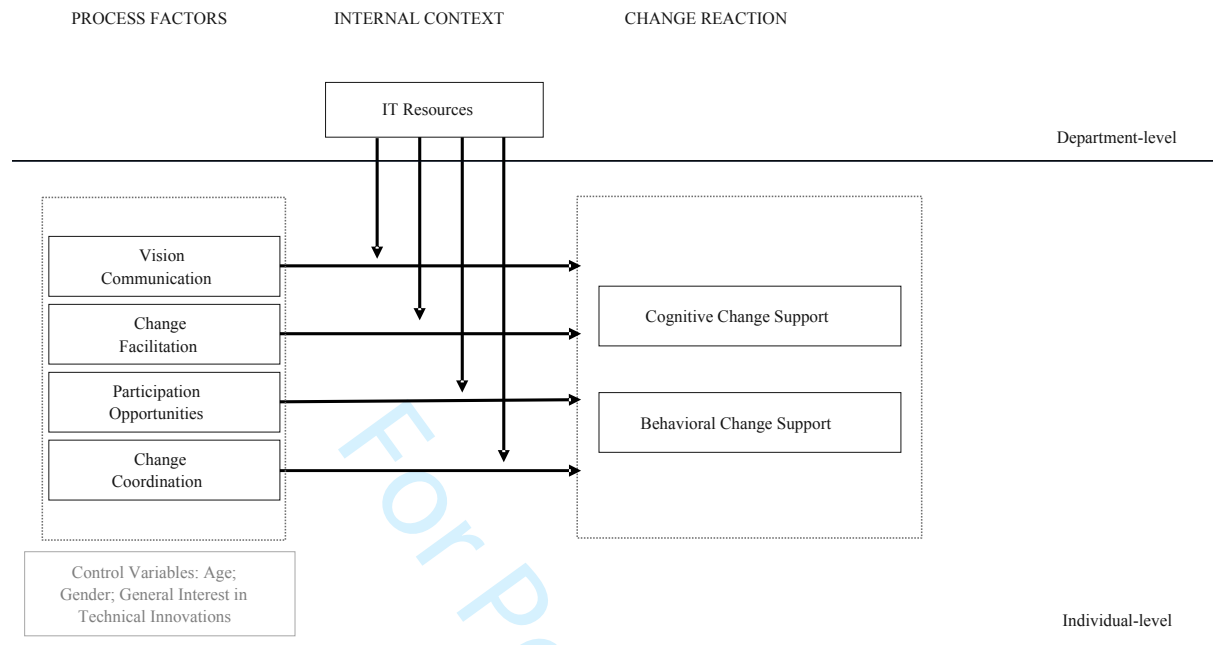 PROCESS FACTORS
INTERNAL CONTEXT
CHANGE REACTION
IT Resources
Department-level
Vision
Communication
Change
Facilitation
Participation
Opportunities
Change
Coordination
Cognitive Change Support
Behavioral Change Support
Control Variables: Age;
Gender; General Interest in
Technical Innovations
Individual-level
For